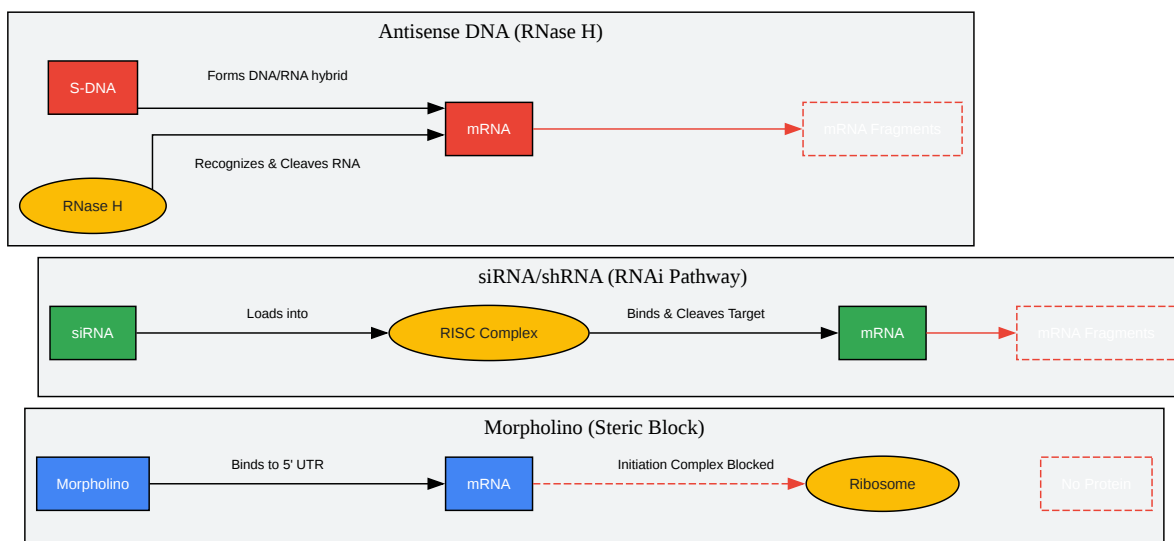 Antisense DNA (RNase H)
S-DNA
Forms DNA/RNA hybrid
mRNA
mRNA Fragments
Recognizes & Cleaves RNA
RNase H
siRNA/shRNA (RNAi Pathway)
siRNA
Loads into
RISC Complex
Binds & Cleaves Target
mRNA
mRNA Fragments
Morpholino (Steric Block)
Morpholino
Binds to 5' UTR
mRNA
Initiation Complex Blocked
Ribosome
No Protein